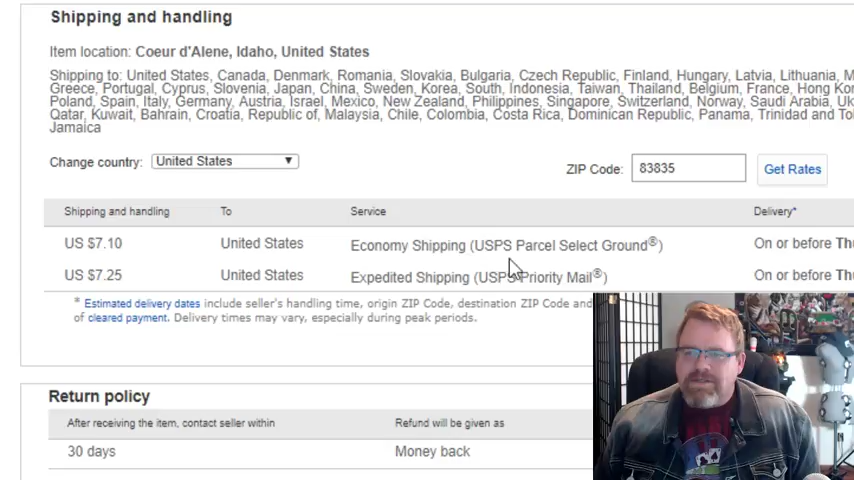 Shipping and handling
Item location: Coeur d'Alene, Idaho, United States
Shipping to: United States, Canada, Denmark, Romania, Slovakia, Bulgaria, Czech Republic, Finland, Hungary, Latvia, Lithuania, M
Greece, Portugal, Cyprus, Slovenia, Japan, China, Sweden, Korea, South, Indonesia, Taiwan, Thailand, Belgium, France, Hong Ko
Poland, Spain, Italy, Germany, Austria, Israel, Mexico, New Zealand, Philippines, Singapore, Switzerland, Norway, Saudi Arabia, Uk
Qatar, Kuwait, Bahrain, Croatia, Republic of, Malaysia, Chile, Colombia, Costa Rica, Dominican Republic, Panama, Trinidad and To
Jamaica
Change country: United States ZIP Code: 83835 Get Rates
Shipping and handling To Service Delivery*
US $7.10 United States Economy Shipping (USPS Parcel Select Ground®) On or before Th
US $7.25 United States Expedited Shipping (USPS Priority Mail®) On or before Th
* Estimated delivery dates include seller's handling time, origin ZIP Code, destination ZIP Code and
of cleared payment. Delivery times may vary, especially during peak periods.
Return policy
After receiving the item, contact seller within Refund will be given as
30 days Money back